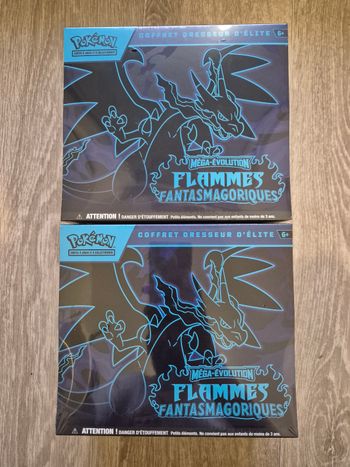 POKÉMON
COFFRET DRESSEUR D'ÉLITE 6+
MÉGA-ÉVOLUTION
FLAMMES
FANTASMAGORIQUES
ATTENTION ! DANGER D'ÉTOUFFEMENT Petits éléments. Ne convient pas aux enfants de moins de 3 ans.
POKÉMON
COFFRET DRESSEUR D'ÉLITE 6+
MÉGA-ÉVOLUTION
FLAMMES
FANTASMAGORIQUES
ATTENTION ! DANGER D'ÉTOUFFEMENT Petits éléments. Ne convient pas aux enfants de moins de 3 ans.